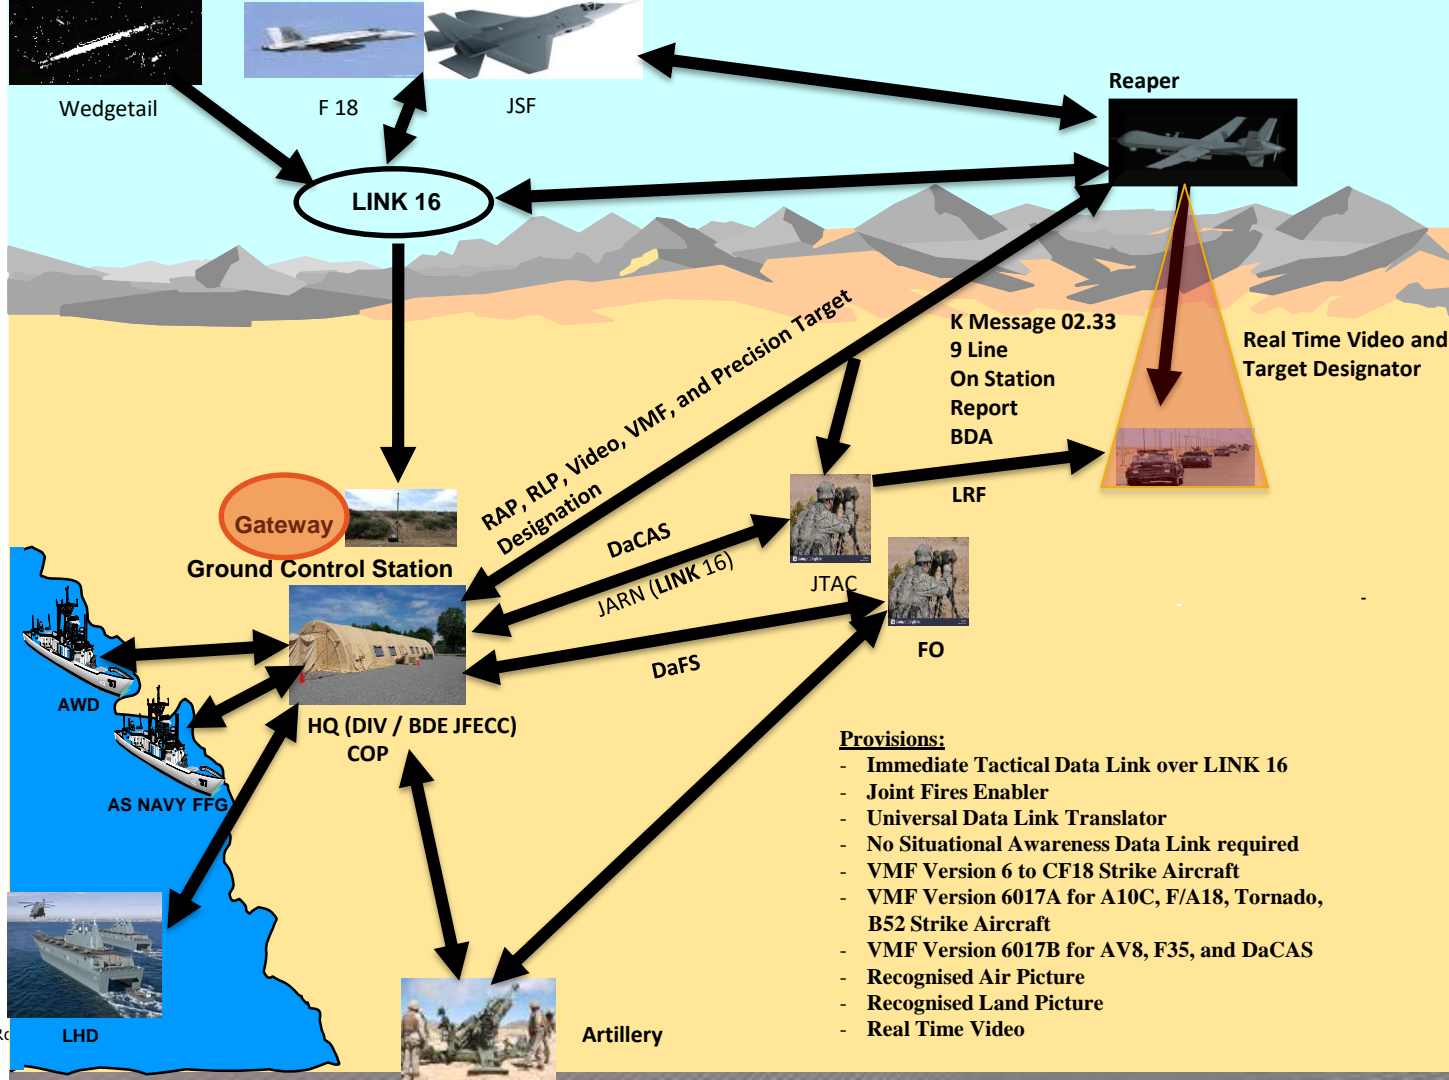 Reaper
Wedgetail
F 18
JSF
LINK 16
K Message 02.33
9 Line
On Station
Report
BDA
Real Time Video and
Target Designator
RAP, RLP, Video, VMF, and Precision Target
Designation
LRF
Gateway
Ground Control Station
DaCAS
JARN (LINK 16)
JTAC
FO
DaFS
AWD
AS NAVY FFG
HQ (DIV / BDE JFECC)
COP
LHD
Artillery
Provisions:
- Immediate Tactical Data Link over LINK 16
- Joint Fires Enabler
- Universal Data Link Translator
- No Situational Awareness Data Link required
- VMF Version 6 to CF18 Strike Aircraft
- VMF Version 6017A for A10C, F/A18, Tornado,
B52 Strike Aircraft
- VMF Version 6017B for AV8, F35, and DaCAS
- Recognised Air Picture
- Recognised Land Picture
- Real Time Video